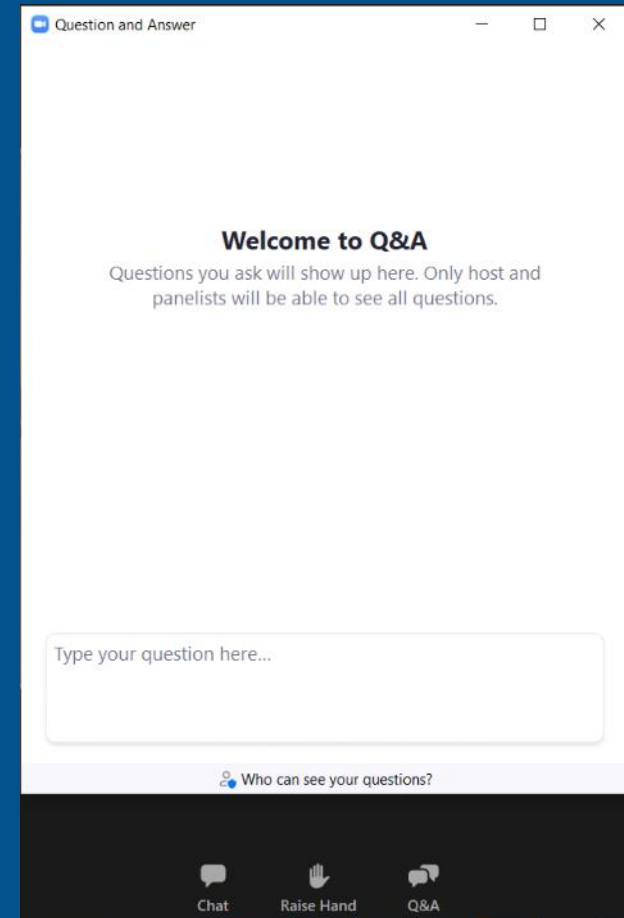 Question and Answer
Welcome to Q&A
Questions you ask will show up here. Only host and
panelists will be able to see all questions.
Type your question here...
Who can see your questions?
Chat Raise Hand Q&A